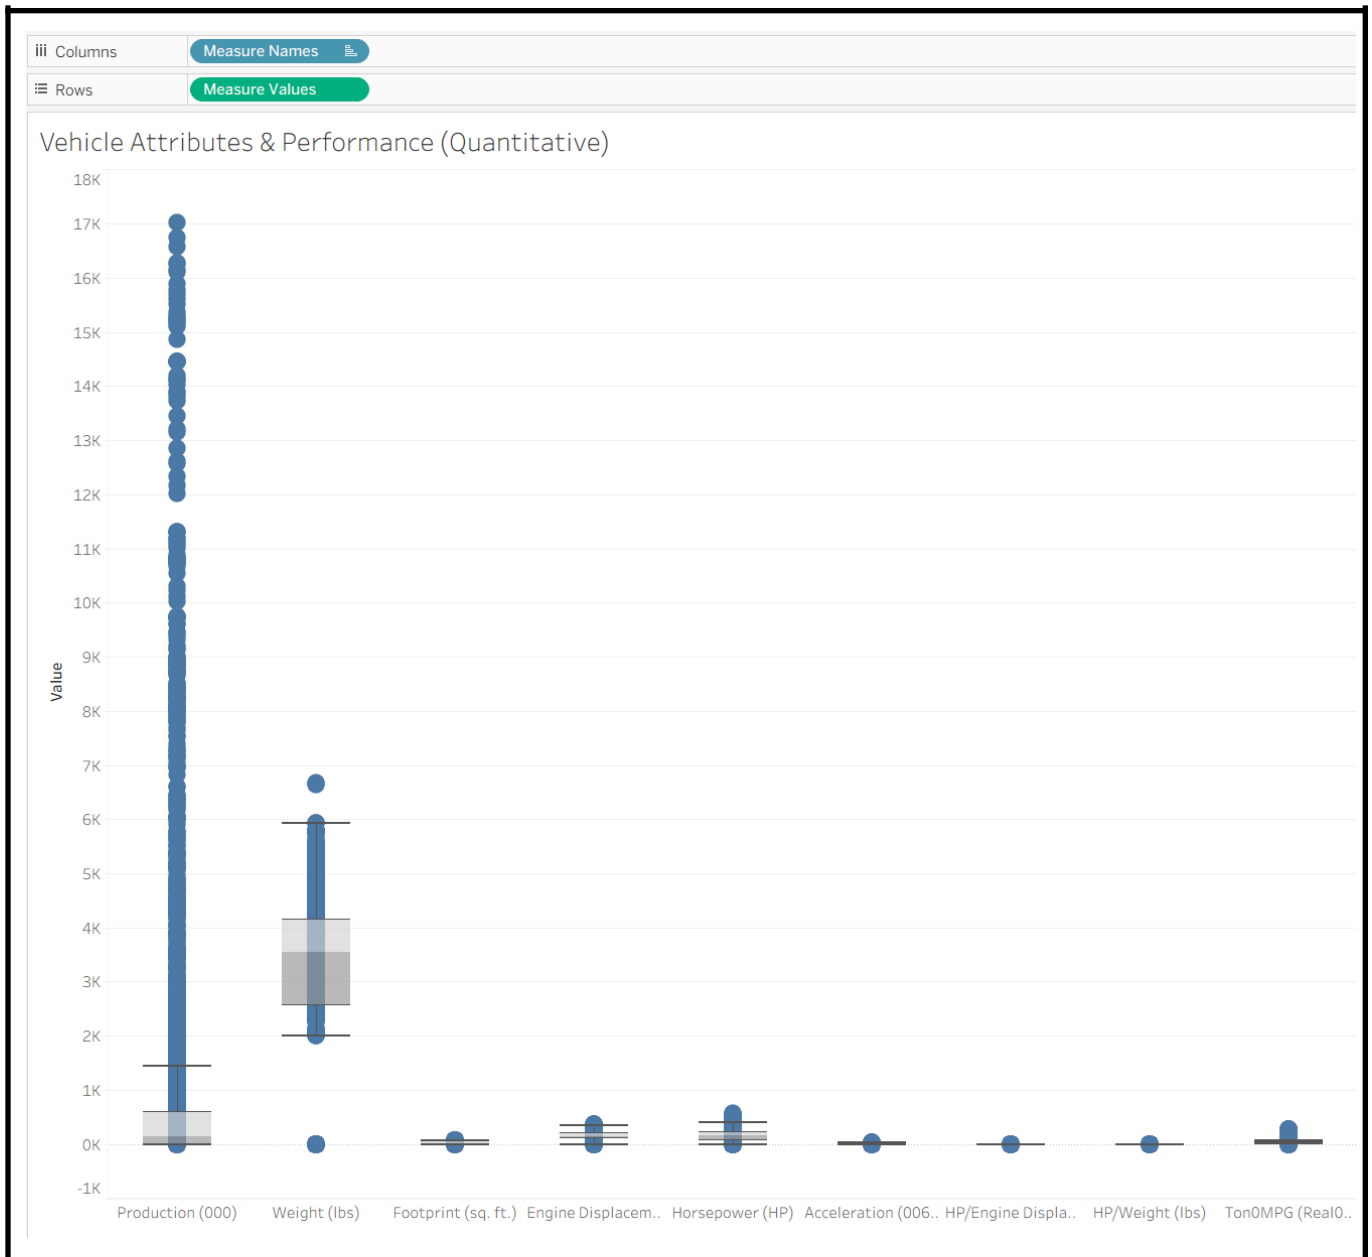 Columns Measure Names
Rows Measure Values
Vehicle Attributes & Performance (Quantitative)
18K
17K
16K
15K
14K
13K
12K
11K
10K
9K
Value
8K
7K
6K
5K
4K
3K
2K
1K
0K
-1K
Production (000) Weight (lbs) Footprint (sq. ft.) Engine Displacem.. Horsepower (HP) Acceleration (006.. HP/Engine Displa.. HP/Weight (lbs) Ton0MPG (Real0..